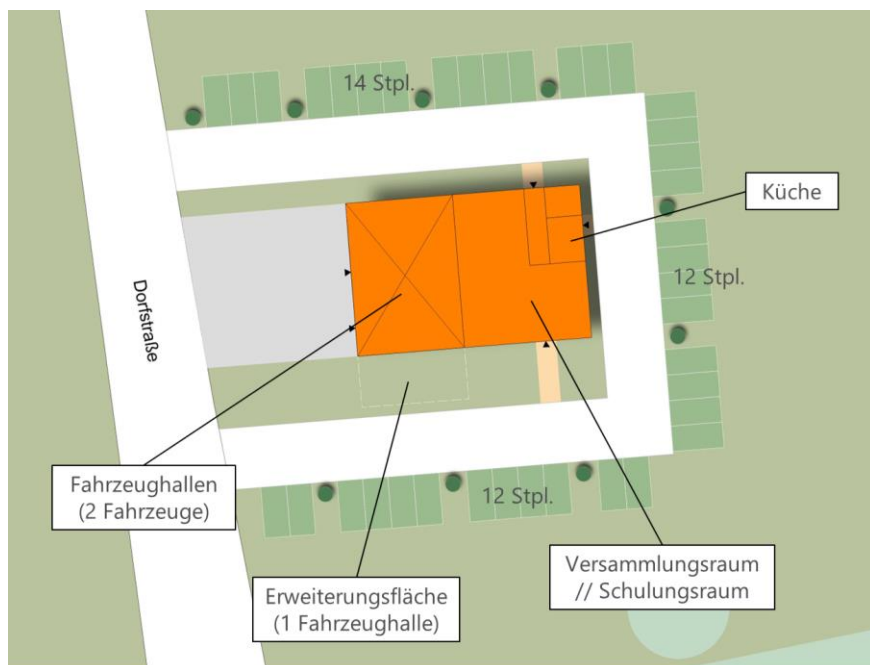 14 Stpl.
Küche
12 Stpl.
Dorfstraße
Fahrzeughallen
(2 Fahrzeuge)
12 Stpl.
Erweiterungsfläche
(1 Fahrzeughalle)
Versammlungsraum
// Schulungsraum